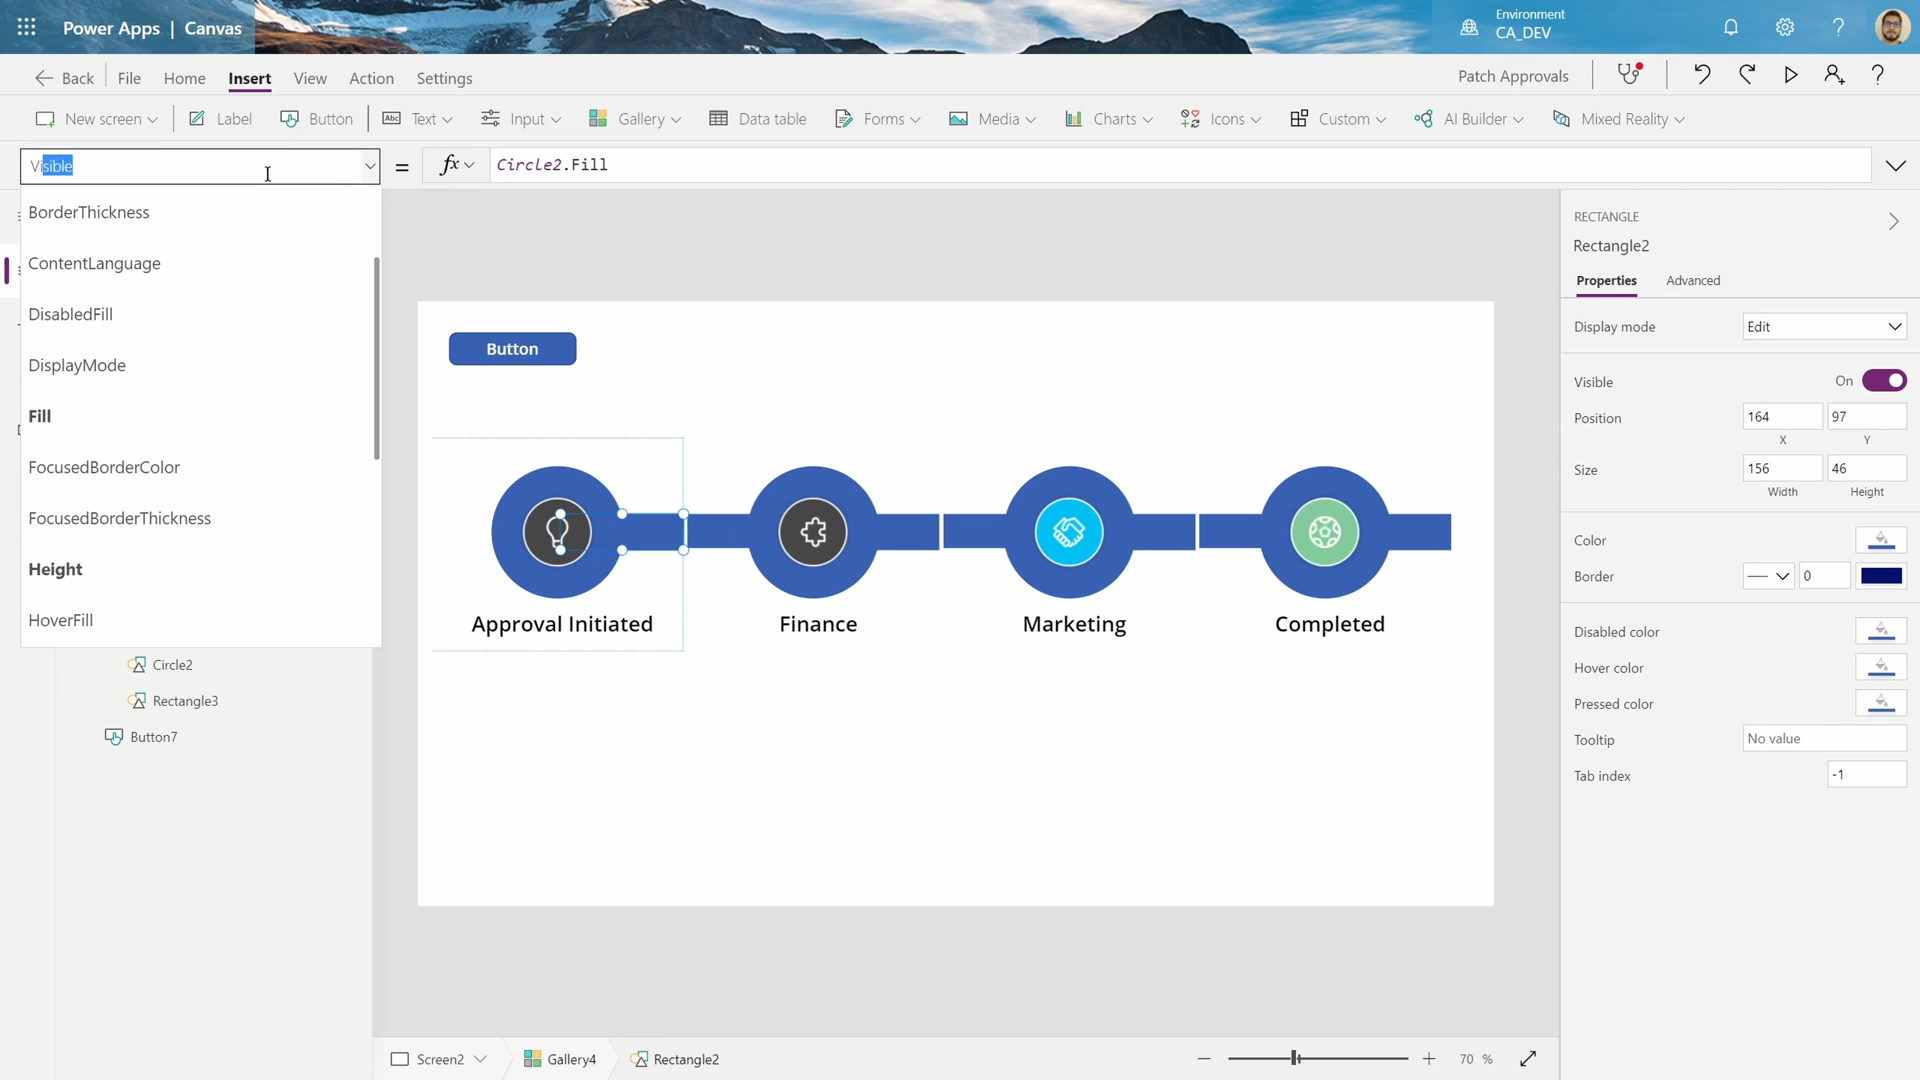 Power Apps | Canvas
Environment
CA_DEV
?
Back
File
Home
Insert
View
Action
Settings
Patch Approvals
?
New screen
Label
Button
Abc Text
Input
Gallery
Data table
Forms
Media
Charts
Icons
Custom
AI Builder
Mixed Reality
Visible
=
fx
Circle2.Fill
BorderThickness
ContentLanguage
DisabledFill
DisplayMode
Fill
FocusedBorderColor
FocusedBorderThickness
Height
HoverFill
Circle2
Rectangle3
Button7
Button
Approval Initiated
Finance
Marketing
Completed
RECTANGLE
Rectangle2
Properties
Advanced
Display mode
Edit
Visible
On
Position
164
97
X
Y
Size
156
46
Width
Height
Color
Border
0
Disabled color
Hover color
Pressed color
Tooltip
No value
Tab index
-1
Screen2
Gallery4
Rectangle2
70 %